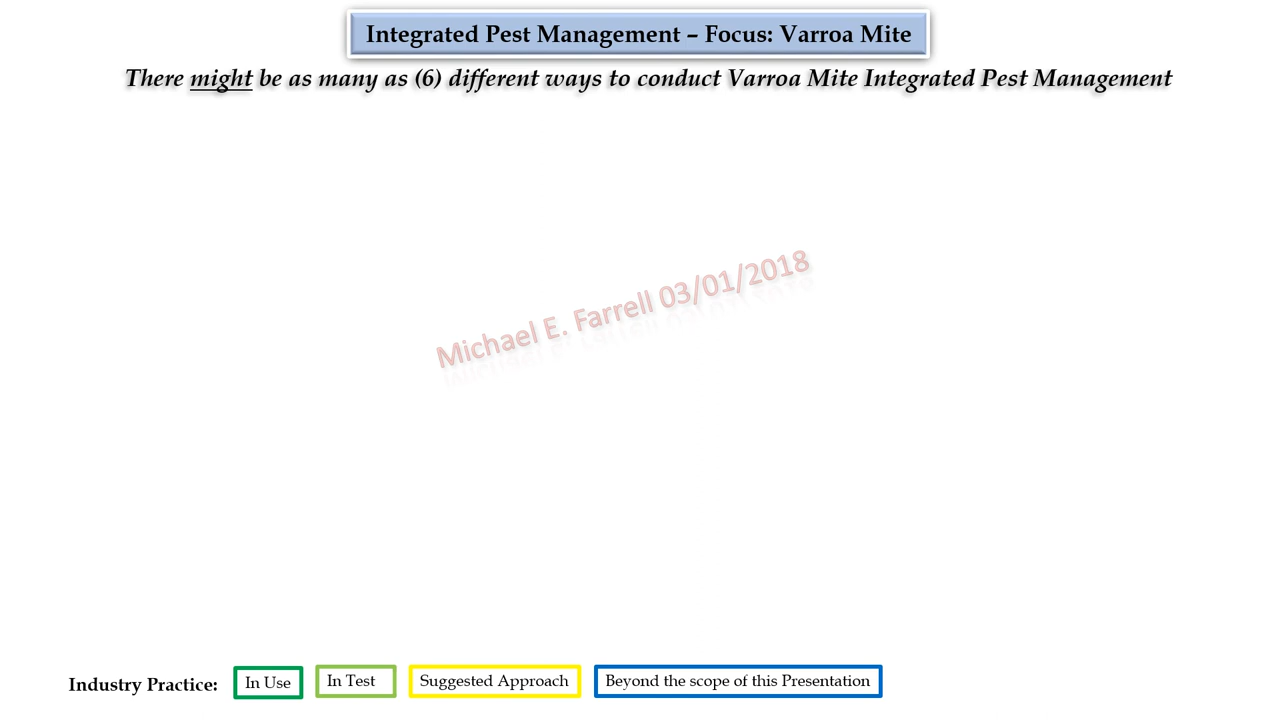 Integrated Pest Management – Focus: Varroa Mite
There might be as many as (6) different ways to conduct Varroa Mite Integrated Pest Management
Michael E. Farrell 03/01/2018
Industry Practice: In Use In Test Suggested Approach Beyond the scope of this Presentation